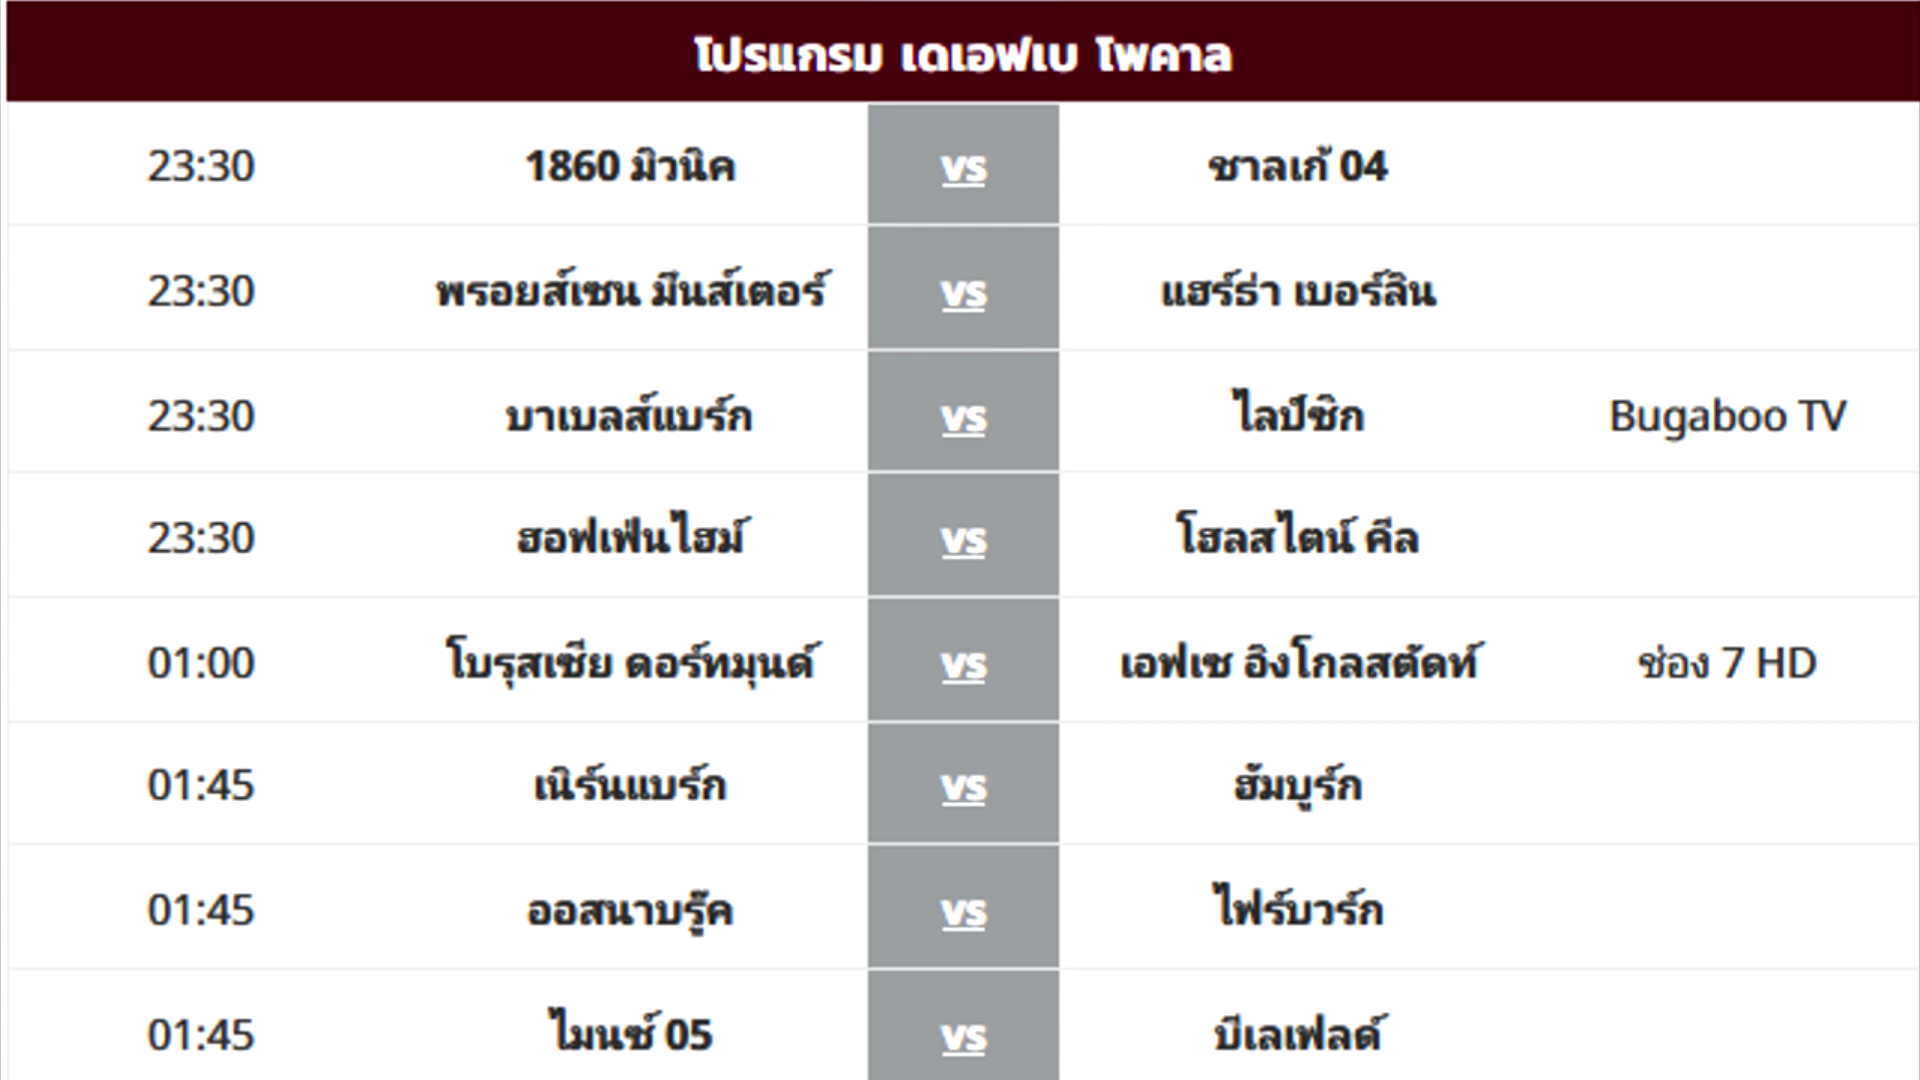 โปรแกรม เดเอฟเบ โพคาล
23:30 1860 มิวนิค vs ชาลเก้ 04
23:30 พรอยส์เซน มึนส์เตอร์ vs แฮร์ธ่า เบอร์ลิน
23:30 บาเบลส์แบร์ก vs ไลป์ซิก Bugaboo TV
23:30 ฮอฟเฟ่นไฮม์ vs โฮลสไตน์ คีล
01:00 โบรุสเซีย ดอร์ทมุนด์ vs เอฟเซ อิงโกลสตัดท์ ช่อง 7 HD
01:45 เนิร์นแบร์ก vs ฮัมบูร์ก
01:45 ออสนาบรู๊ค vs ไฟร์บวร์ก
01:45 ไมนซ์ 05 vs บีเลเฟลด์